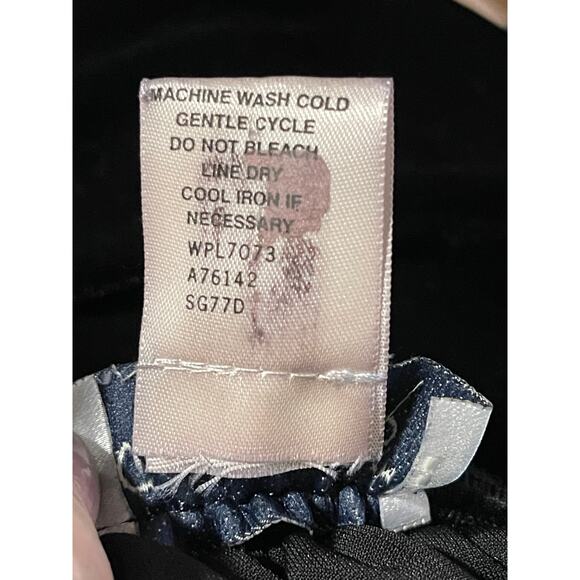 MACHINE WASH COLD
GENTLE CYCLE
DO NOT BLEACH
LINE DRY
COOL IRON IF
NECESSARY
WPL7073
A76142
SG77D